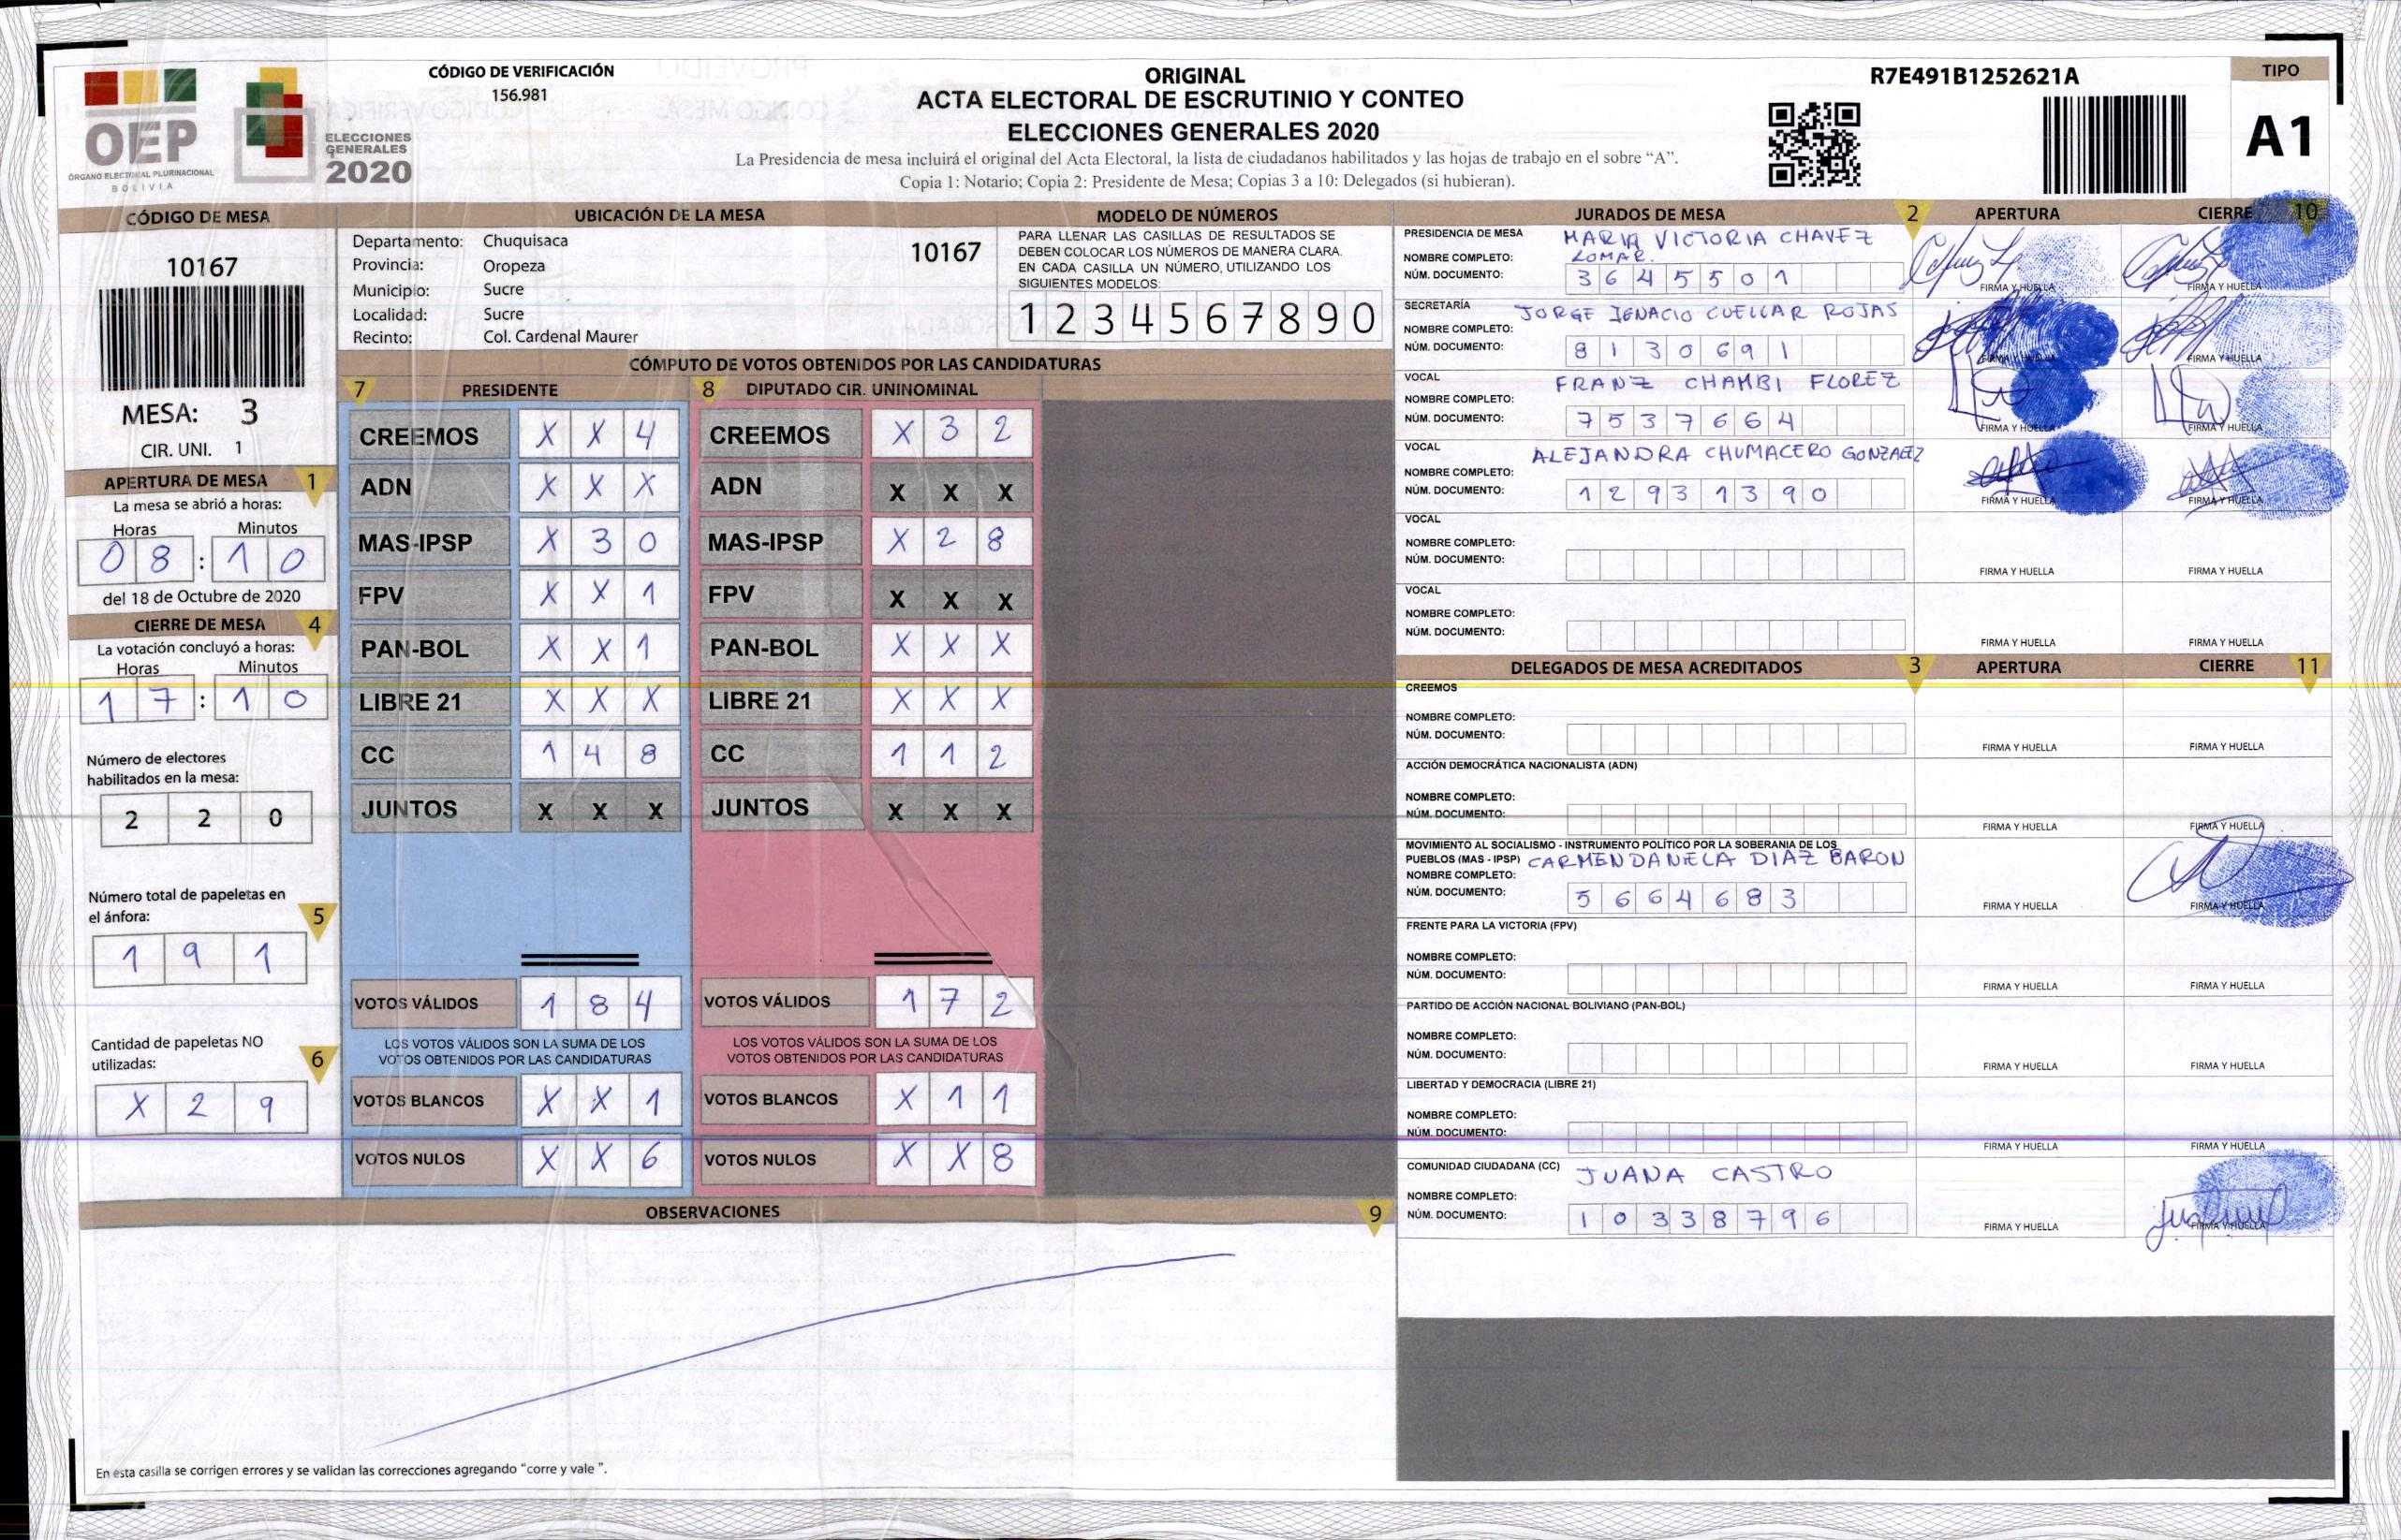 CÓDIGO DE VERIFICACIÓN
156.981
ORIGINAL
ACTA ELECTORAL DE ESCRUTINIO Y CONTEO
ELECCIONES GENERALES 2020
La Presidencia de mesa incluirá el original del Acta Electoral, la lista de ciudadanos habilitados y las hojas de trabajo en el sobre “A”.
Copia 1: Notario; Copia 2: Presidente de Mesa; Copias 3 a 10: Delegados (si hubieran).
R7E491B1252621A
TIPO
A1
OEP
ÓRGANO ELECTORAL PLURINACIONAL
BOLIVIA
ELECCIONES
GENERALES
2020
CÓDIGO DE MESA
10167
MESA: 3
CIR. UNI. 1
APERTURA DE MESA 1
La mesa se abrió a horas:
Horas Minutos
0 8 : 1 0
del 18 de Octubre de 2020
CIERRE DE MESA 4
La votación concluyó a horas:
Horas Minutos
1 7 : 1 0
Número de electores
habilitados en la mesa:
2 2 0
Número total de papeletas en
el ánfora: 5
1 9 1
Cantidad de papeletas NO
utilizadas: 6
X 2 9
UBICACIÓN DE LA MESA
Departamento: Chuquisaca
Provincia: Oropeza
Municipio: Sucre
Localidad: Sucre
Recinto: Col. Cardenal Maurer
10167
MODELO DE NÚMEROS
PARA LLENAR LAS CASILLAS DE RESULTADOS SE
DEBEN COLOCAR LOS NÚMEROS DE MANERA CLARA.
EN CADA CASILLA UN NÚMERO, UTILIZANDO LOS
SIGUIENTES MODELOS:
1 2 3 4 5 6 7 8 9 0
CÓMPUTO DE VOTOS OBTENIDOS POR LAS CANDIDATURAS
7 PRESIDENTE 8 DIPUTADO CIR. UNINOMINAL
CREEMOS X X 4 CREEMOS X 3 2
ADN X X X ADN X X X
MAS-IPSP X 3 0 MAS-IPSP X 2 8
FPV X X 1 FPV X X X
PAN-BOL X X 1 PAN-BOL X X X
LIBRE 21 X X X LIBRE 21 X X X
CC 1 4 8 CC 1 1 2
JUNTOS X X X JUNTOS X X X
VOTOS VÁLIDOS 1 8 4 VOTOS VÁLIDOS 1 7 2
LOS VOTOS VÁLIDOS SON LA SUMA DE LOS LOS VOTOS VÁLIDOS SON LA SUMA DE LOS
VOTOS OBTENIDOS POR LAS CANDIDATURAS VOTOS OBTENIDOS POR LAS CANDIDATURAS
VOTOS BLANCOS X X 1 VOTOS BLANCOS X 1 1
VOTOS NULOS X X 6 VOTOS NULOS X X 8
OBSERVACIONES 9
En esta casilla se corrigen errores y se validan las correcciones agregando “corre y vale ”.
JURADOS DE MESA 2 APERTURA CIERRE 10
PRESIDENCIA DE MESA MARIA VICTORIA CHAVEZ
NOMBRE COMPLETO: LOMAR.
NÚM. DOCUMENTO: 3 6 4 5 5 0 1 FIRMA Y HUELLA FIRMA Y HUELLA
SECRETARÍA JORGE IGNACIO CUELLAR ROJAS
NOMBRE COMPLETO:
NÚM. DOCUMENTO: 8 1 3 0 6 9 1 FIRMA Y HUELLA FIRMA Y HUELLA
VOCAL FRANZ CHAMBI FLOREZ
NOMBRE COMPLETO:
NÚM. DOCUMENTO: 7 5 3 7 6 6 4 FIRMA Y HUELLA FIRMA Y HUELLA
VOCAL ALEJANDRA CHUMACERO GONZAEZ
NOMBRE COMPLETO:
NÚM. DOCUMENTO: 1 2 9 3 1 3 9 0 FIRMA Y HUELLA FIRMA Y HUELLA
VOCAL
NOMBRE COMPLETO:
NÚM. DOCUMENTO: FIRMA Y HUELLA FIRMA Y HUELLA
VOCAL
NOMBRE COMPLETO:
NÚM. DOCUMENTO: FIRMA Y HUELLA FIRMA Y HUELLA
DELEGADOS DE MESA ACREDITADOS 3 APERTURA CIERRE 11
CREEMOS
NOMBRE COMPLETO:
NÚM. DOCUMENTO: FIRMA Y HUELLA FIRMA Y HUELLA
ACCIÓN DEMOCRÁTICA NACIONALISTA (ADN)
NOMBRE COMPLETO:
NÚM. DOCUMENTO: FIRMA Y HUELLA FIRMA Y HUELLA
MOVIMIENTO AL SOCIALISMO - INSTRUMENTO POLÍTICO POR LA SOBERANIA DE LOS
PUEBLOS (MAS - IPSP) CARMEN DANIELA DIAZ BARON
NOMBRE COMPLETO:
NÚM. DOCUMENTO: 5 6 6 4 6 8 3 FIRMA Y HUELLA FIRMA Y HUELLA
FRENTE PARA LA VICTORIA (FPV)
NOMBRE COMPLETO:
NÚM. DOCUMENTO: FIRMA Y HUELLA FIRMA Y HUELLA
PARTIDO DE ACCIÓN NACIONAL BOLIVIANO (PAN-BOL)
NOMBRE COMPLETO:
NÚM. DOCUMENTO: FIRMA Y HUELLA FIRMA Y HUELLA
LIBERTAD Y DEMOCRACIA (LIBRE 21)
NOMBRE COMPLETO:
NÚM. DOCUMENTO: FIRMA Y HUELLA FIRMA Y HUELLA
COMUNIDAD CIUDADANA (CC) JUANA CASTRO
NOMBRE COMPLETO:
NÚM. DOCUMENTO: 1 0 3 3 8 7 9 6 FIRMA Y HUELLA FIRMA Y HUELLA